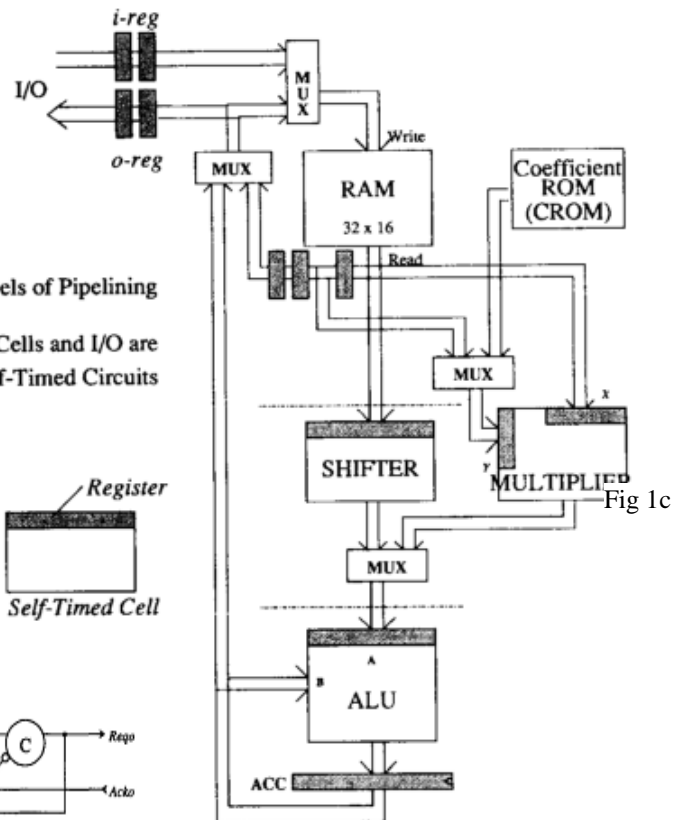 i-reg
I/O
o-reg
MUX
MUX
Write
RAM
32 x 16
Coefficient
ROM
(CROM)
Read
els of Pipelining
Cells and I/O are
f-Timed Circuits
MUX
X
Y
SHIFTER
MULTIPLIER
Fig 1c
Register
MUX
Self-Timed Cell
A
B
ALU
C
Reqo
Acko
ACC